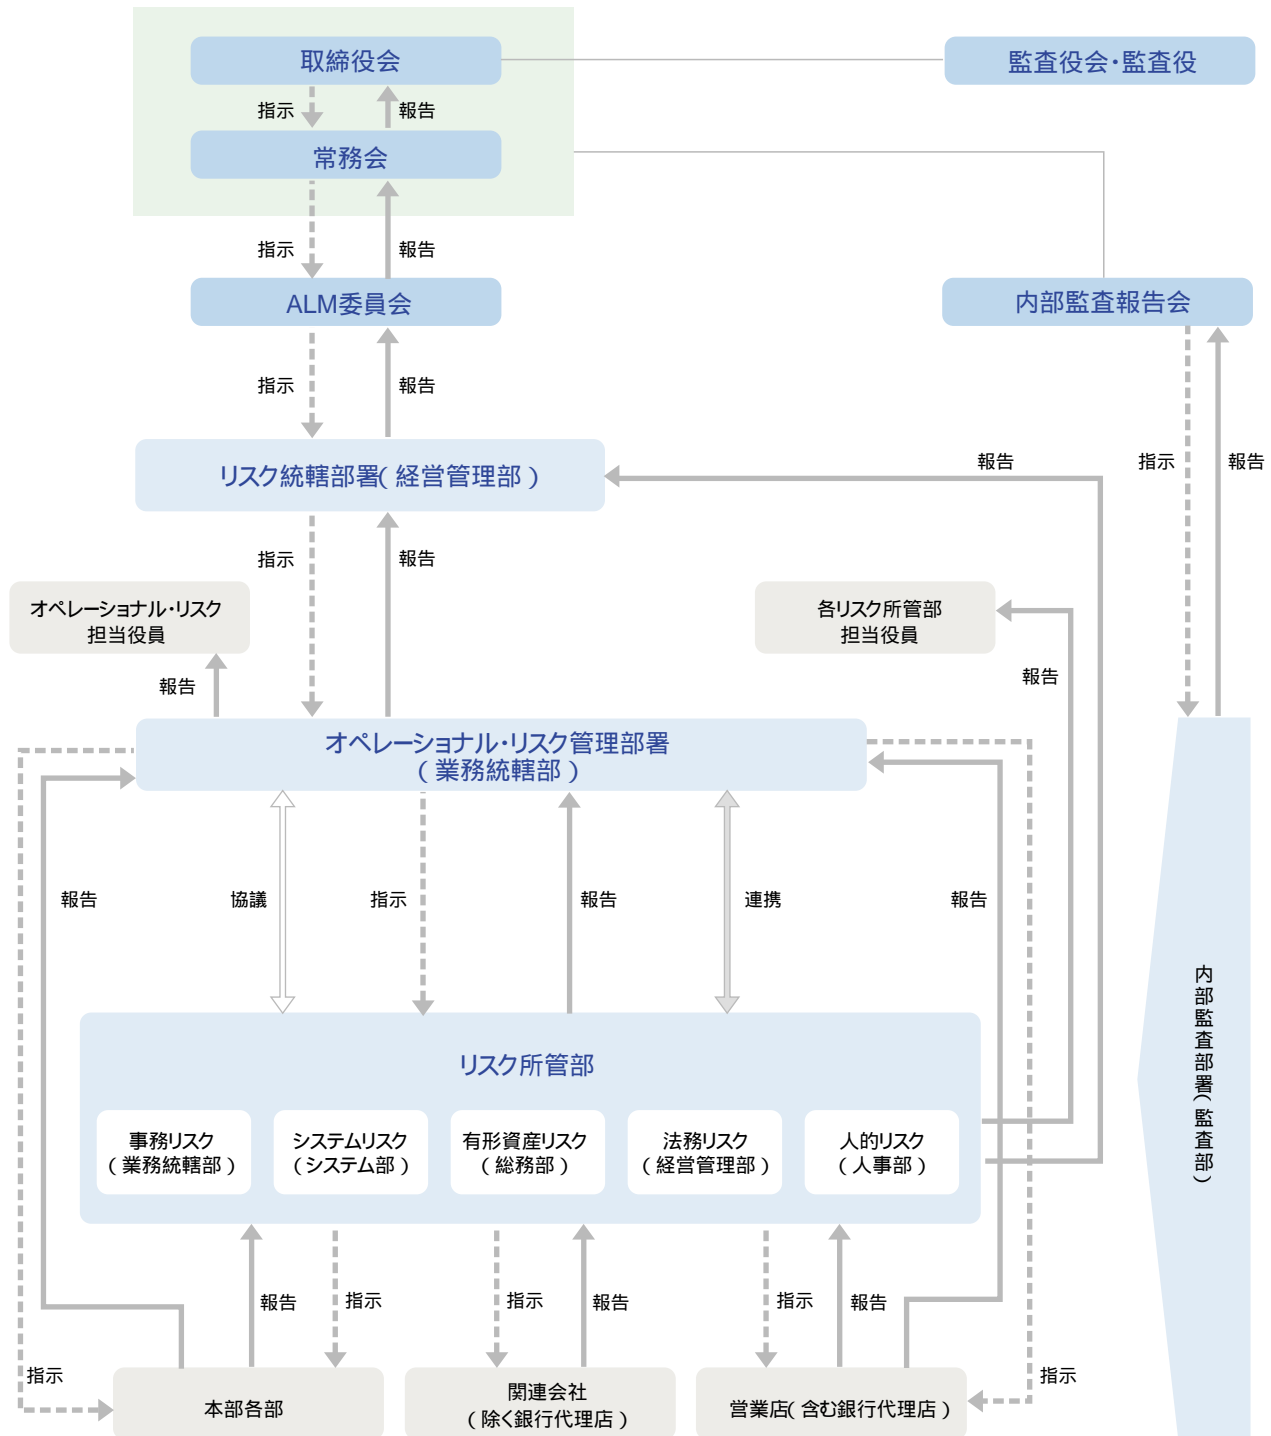 取締役会
監査役会・監査役
指示
報告
常務会
指示
報告
ALM委員会
内部監査報告会
指示
報告
リスク統轄部署(経営管理部)
報告
指示
報告
指示
報告
オペレーショナル・リスク
担当役員
各リスク所管部
担当役員
報告
報告
オペレーショナル・リスク管理部署
(業務統轄部)
報告
協議
指示
報告
連携
報告
内部監査部署(監査部)
リスク所管部
事務リスク
(業務統轄部)
システムリスク
(システム部)
有形資産リスク
(総務部)
法務リスク
(経営管理部)
人的リスク
(人事部)
報告
指示
指示
報告
指示
報告
指示
指示
本部各部
関連会社
(除く銀行代理店)
営業店(含む銀行代理店)